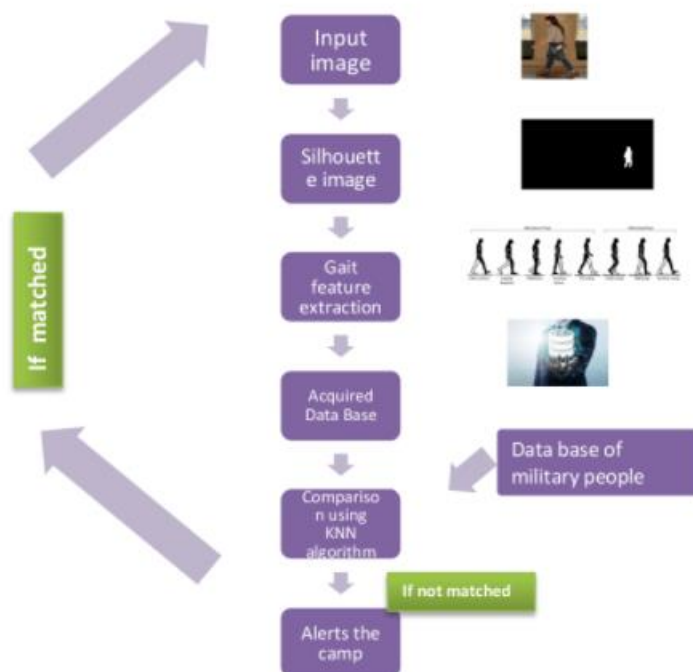 Input
image
Silhouett
e image
Gait
feature
extraction
If matched
Acquired
Data Base
Data base of
military people
Compariso
n using
KNN
algorithm
If not matched
Alerts the
camp